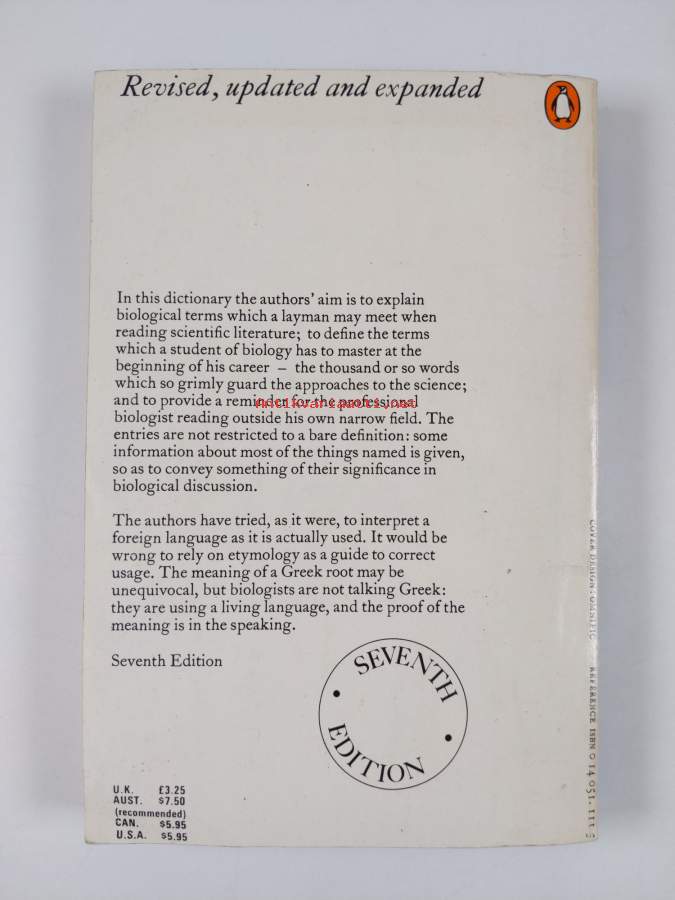 Revised, updated and expanded
In this dictionary the authors' aim is to explain
biological terms which a layman may meet when
reading scientific literature; to define the terms
which a student of biology has to master at the
beginning of his career – the thousand or so words
which so grimly guard the approaches to the science;
and to provide a reminder for the professional
antikvariaatti.net
biologist reading outside his own narrow field. The
entries are not restricted to a bare definition: some
information about most of the things named is given,
so as to convey something of their significance in
biological discussion.
The authors have tried, as it were, to interpret a
foreign language as it is actually used. It would be
wrong to rely on etymology as a guide to correct
usage. The meaning of a Greek root may be
unequivocal, but biologists are not talking Greek:
they are using a living language, and the proof of the
meaning is in the speaking.
Seventh Edition
SEVENTH
EDITION
U.K. £3.25
AUST. $7.50
(recommended)
CAN. $5.95
U.S.A. $5.95
COVER DESIGN: OMNIFIC
REFERENCE ISBN 0 14 051.111